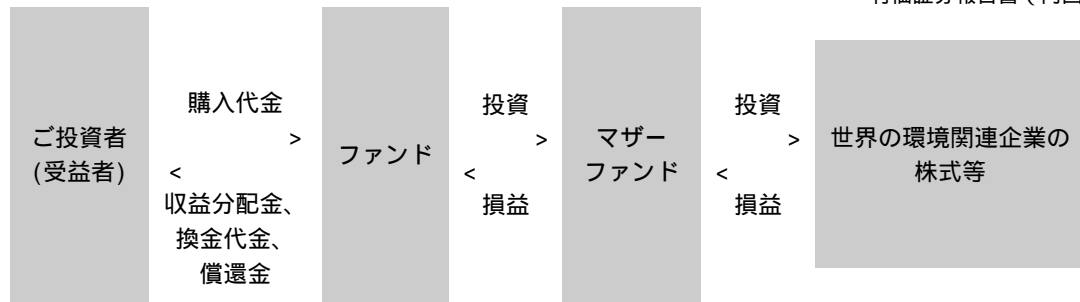 ご投資者
(受益者)
購入代金
>
<
収益分配金、
換金代金、
償還金
ファンド
投資
>
<
損益
マザー
ファンド
投資
>
<
損益
世界の環境関連企業の
株式等